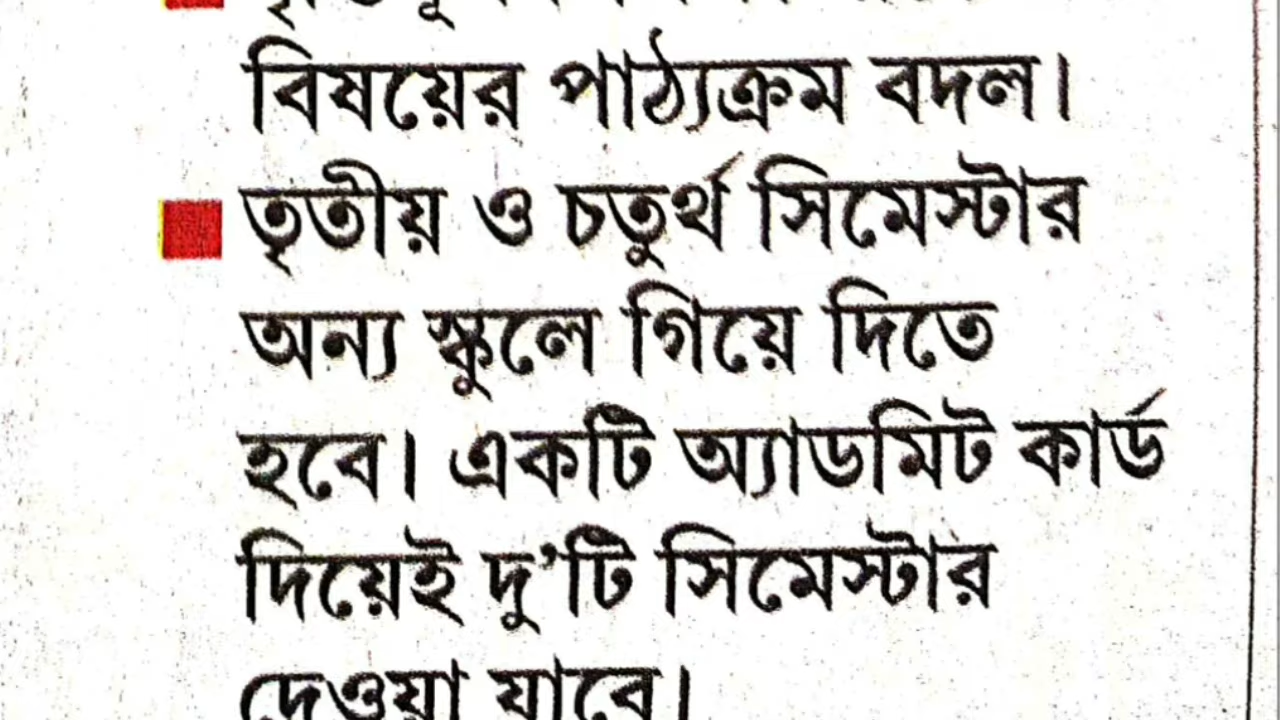 বিষয়ের পাঠ্যক্রম বদল।
তৃতীয় ও চতুর্থ সিমেস্টার
অন্য স্কুলে গিয়ে দিতে
হবে। একটি অ্যাডমিট কার্ড
দিয়েই দু'টি সিমেস্টার
দেওয়া যাবে।